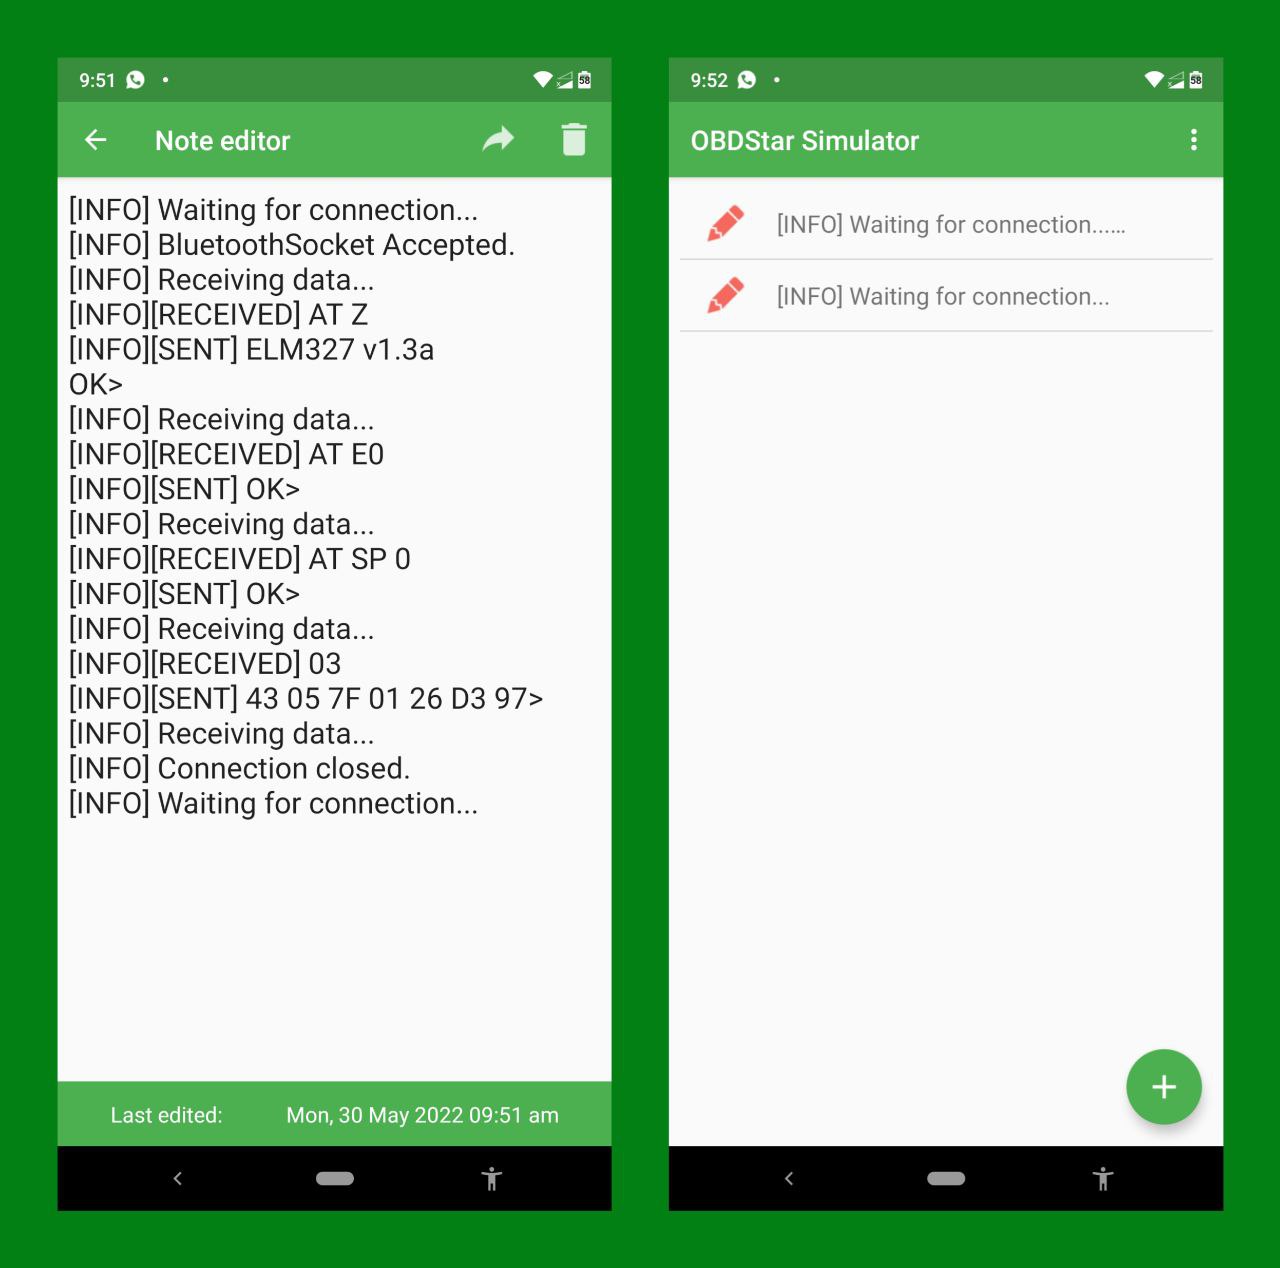 9:51
58
Note editor
[INFO] Waiting for connection...
[INFO] BluetoothSocket Accepted.
[INFO] Receiving data...
[INFO][RECEIVED] AT Z
[INFO][SENT] ELM327 v1.3a
OK>
[INFO] Receiving data...
[INFO][RECEIVED] AT E0
[INFO][SENT] OK>
[INFO] Receiving data...
[INFO][RECEIVED] AT SP 0
[INFO][SENT] OK>
[INFO] Receiving data...
[INFO][RECEIVED] 03
[INFO][SENT] 43 05 7F 01 26 D3 97>
[INFO] Receiving data...
[INFO] Connection closed.
[INFO] Waiting for connection...
Last edited: Mon, 30 May 2022 09:51 am
9:52
58
OBDStar Simulator
[INFO] Waiting for connection......
[INFO] Waiting for connection...